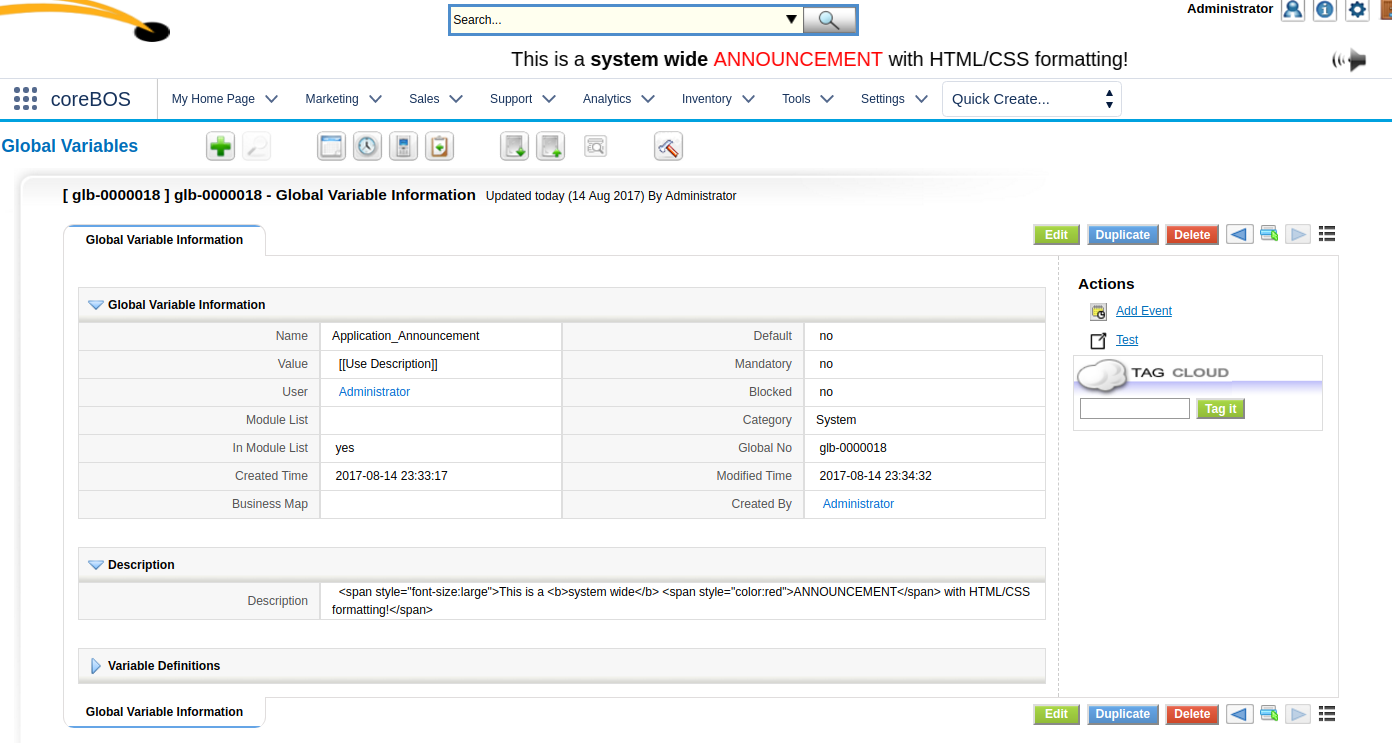 Administrator
Search...
This is a system wide ANNOUNCEMENT with HTML/CSS formatting!
coreBOS My Home Page Marketing Sales Support Analytics Inventory Tools Settings Quick Create...
Global Variables
[ glb-0000018 ] glb-0000018 - Global Variable Information Updated today (14 Aug 2017) By Administrator
Global Variable Information Edit Duplicate Delete
Actions
Add Event
Test
TAG CLOUD
Tag it
Global Variable Information
Name Application_Announcement Default no
Value [[Use Description]] Mandatory no
User Administrator Blocked no
Module List Category System
In Module List yes Global No glb-0000018
Created Time 2017-08-14 23:33:17 Modified Time 2017-08-14 23:34:32
Business Map Created By Administrator
Description
Description <span style="font-size:large">This is a <b>system wide</b> <span style="color:red">ANNOUNCEMENT</span> with HTML/CSS
formatting!</span>
Variable Definitions
Global Variable Information Edit Duplicate Delete